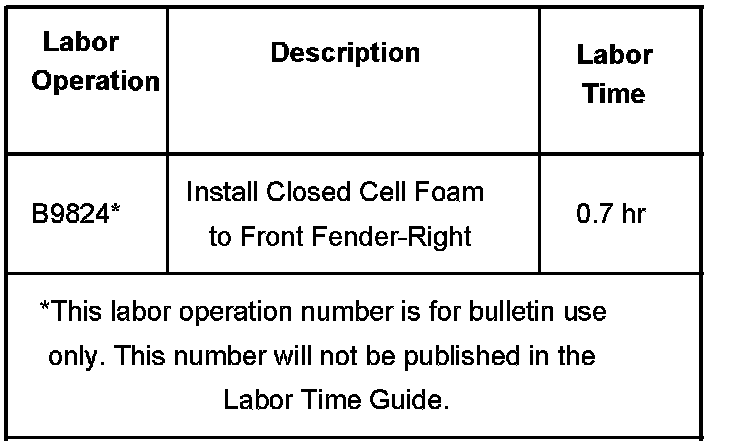 Labor
Operation
Description
Labor
Time
B9824*
Install Closed Cell Foam
to Front Fender-Right
0.7 hr
*This labor operation number is for bulletin use
only. This number will not be published in the
Labor Time Guide.